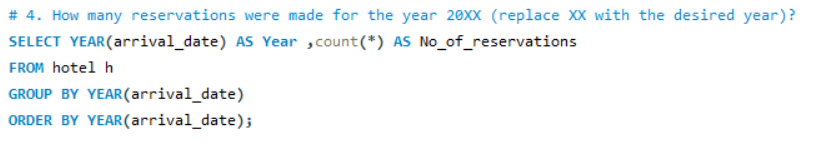 # 4. How many reservations were made for the year 20XX (replace XX with the desired year)?
SELECT YEAR(arrival_date) AS Year ,count(*) AS No_of_reservations
FROM hotel h
GROUP BY YEAR(arrival_date)
ORDER BY YEAR(arrival_date);